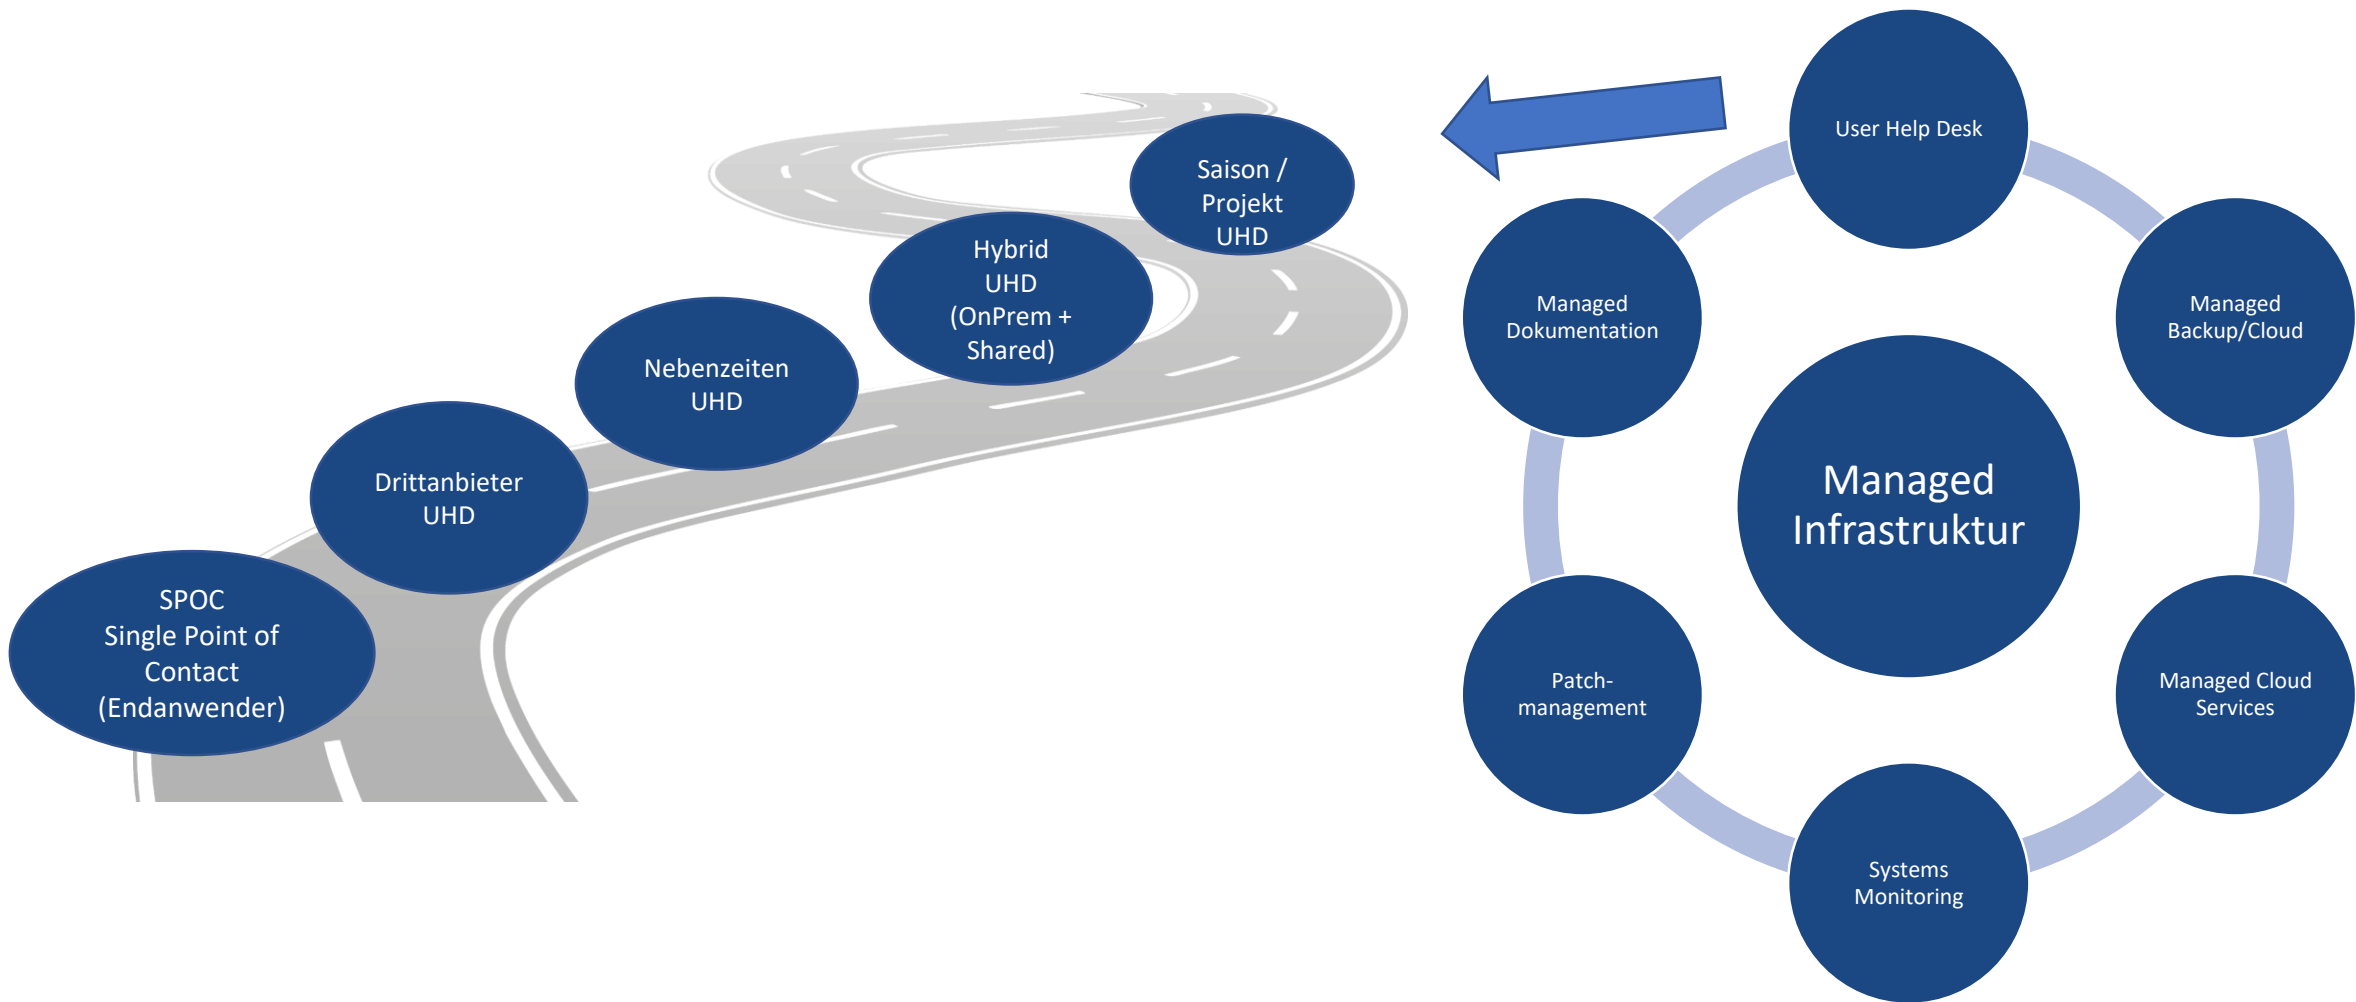 SPOC
Single Point of
Contact
(Endanwender)
Drittanbieter
UHD
Nebenzeiten
UHD
Hybrid
UHD
(OnPrem +
Shared)
Saison /
Projekt
UHD
User Help Desk
Managed
Backup/Cloud
Managed Cloud
Services
Systems
Monitoring
Patch-
management
Managed
Dokumentation
Managed
Infrastruktur